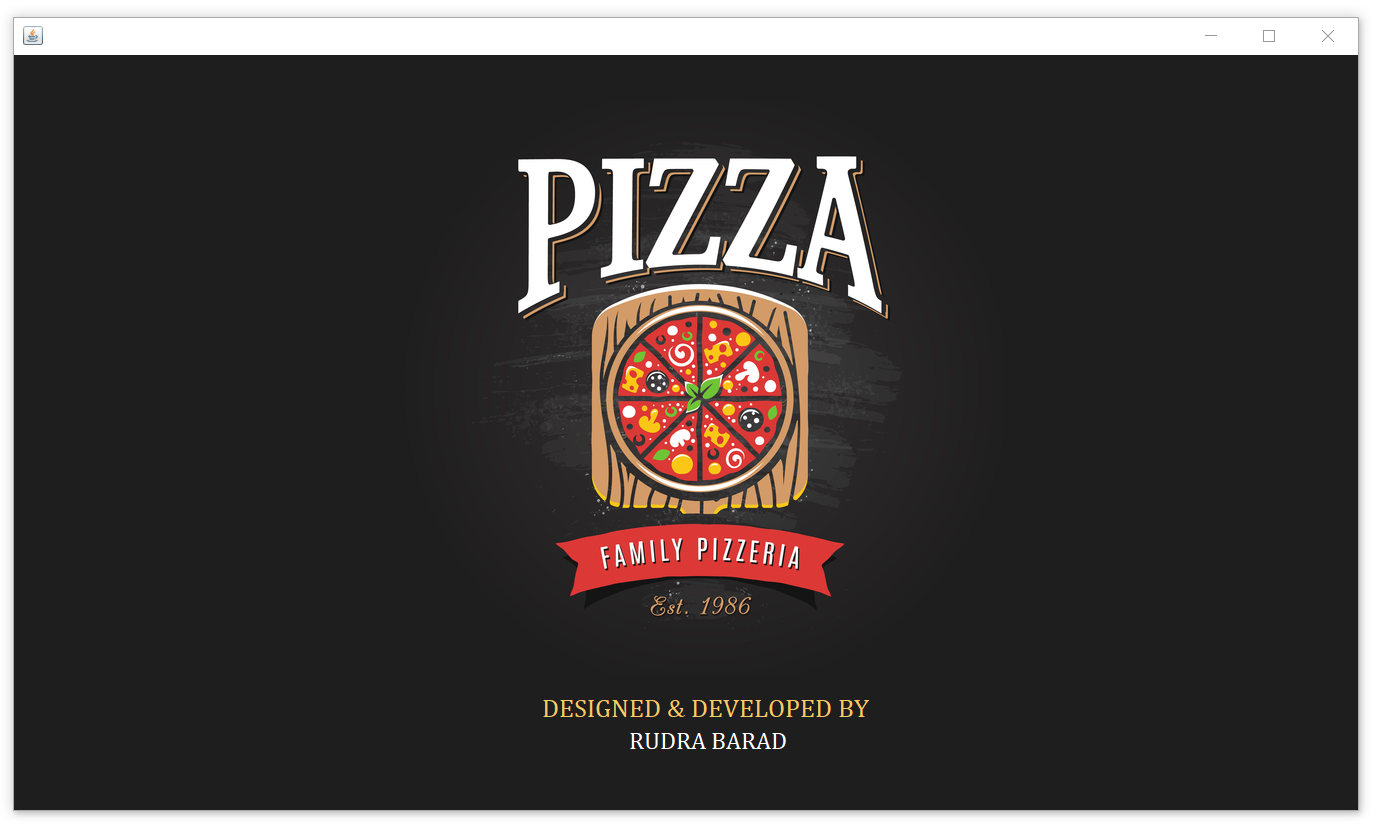 PIZZA
FAMILY PIZZERIA
Est. 1986
DESIGNED & DEVELOPED BY
RUDRA BARAD